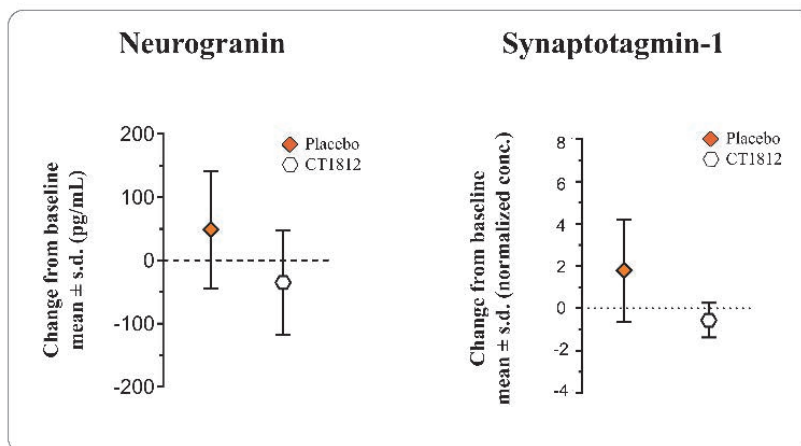 Neurogranin
Change from baseline
mean ± s.d. (pg/mL)
200
100
0
-100
-200
Placebo
CT1812
Synaptotagmin-1
Change from baseline
mean ± s.d. (normalized conc.)
8
6
4
2
0
-2
-4
Placebo
CT1812